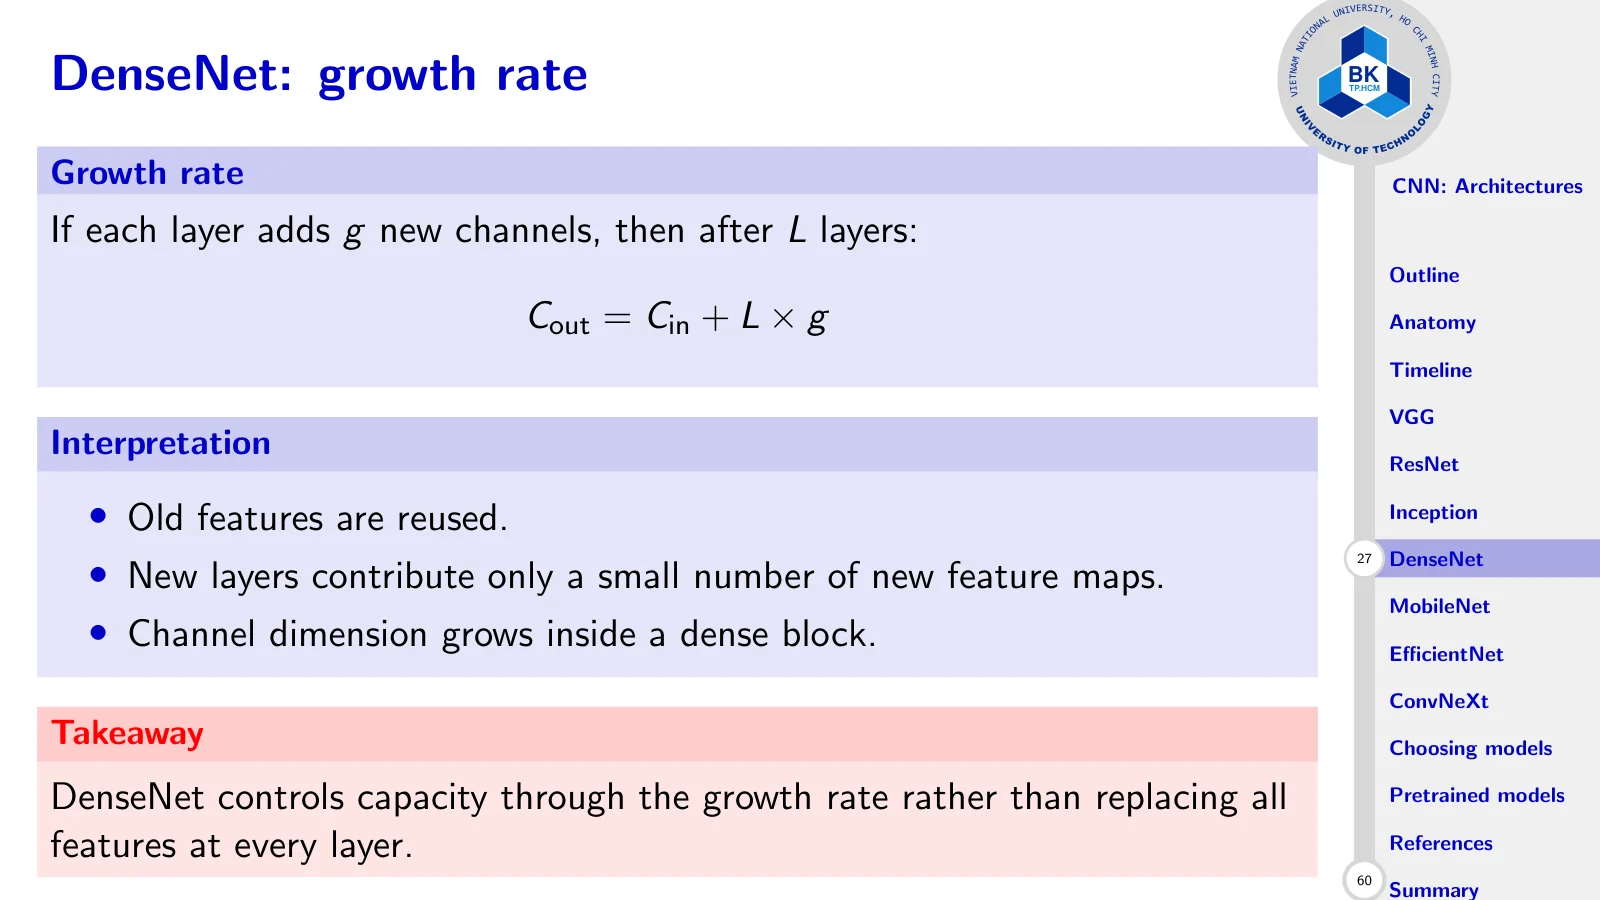 DenseNet: growth rate
VIETNAM NATIONAL UNIVERSITY, HO CHI MINH CITY
BK
TP.HCM
UNIVERSITY OF TECHNOLOGY
Growth rate
If each layer adds g new channels, then after L layers:
C_out = C_in + L × g
Interpretation
• Old features are reused.
• New layers contribute only a small number of new feature maps.
• Channel dimension grows inside a dense block.
Takeaway
DenseNet controls capacity through the growth rate rather than replacing all
features at every layer.
CNN: Architectures
Outline
Anatomy
Timeline
VGG
ResNet
Inception
27
DenseNet
MobileNet
EfficientNet
ConvNeXt
Choosing models
Pretrained models
References
60
Summary